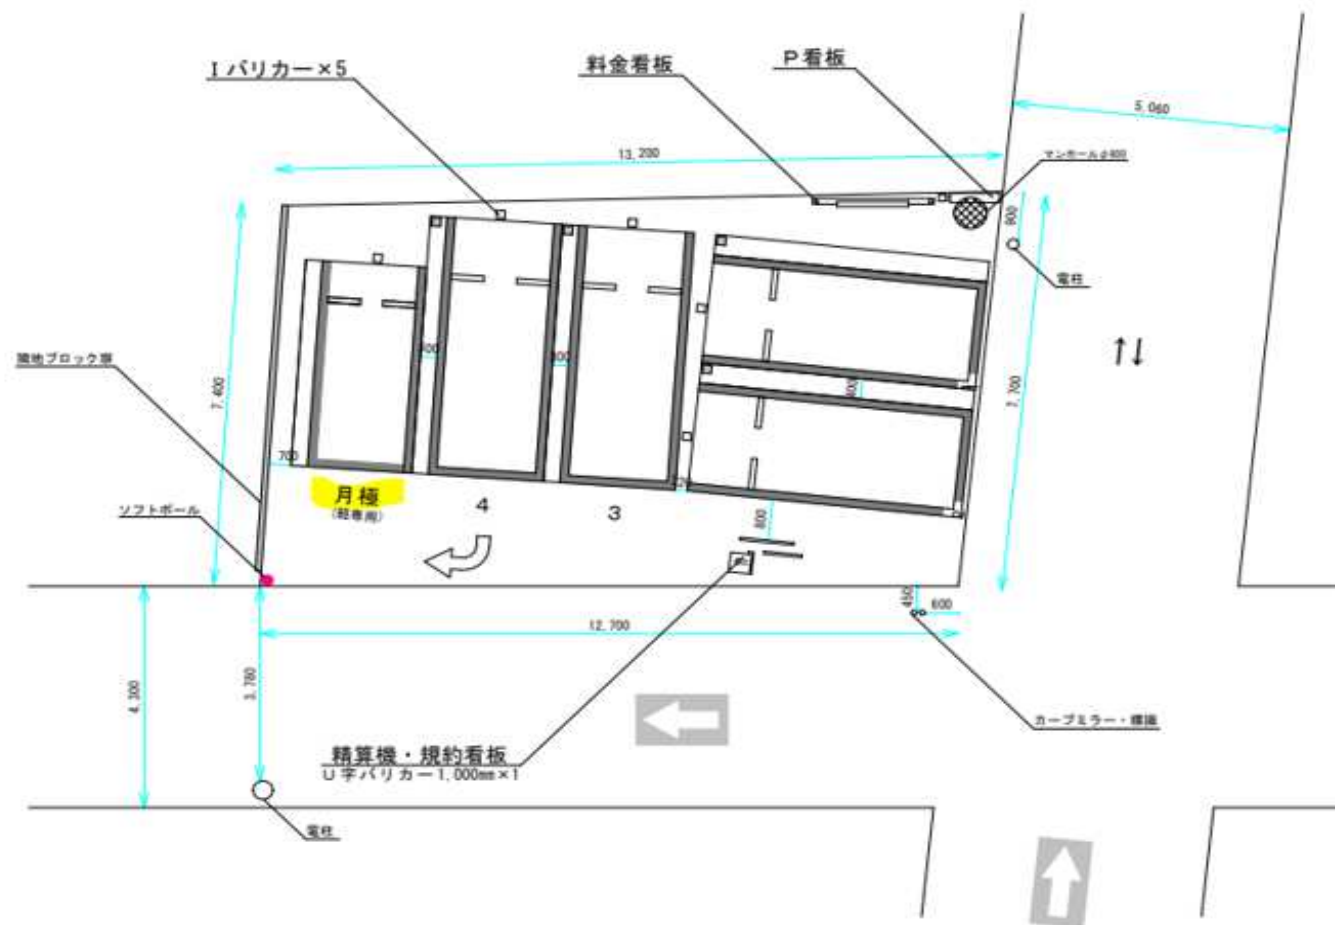 Iバリカー×5
料金看板
P看板
5,060
13,200
マンホールφ600
900
電柱
隣地ブロック塀
7,400
7,700
↑↓
700
月極
(軽専用)
4
3
ソフトポール
800
450
600
12,700
4,300
3,780
カーブミラー・標識
精算機・規約看板
U字バリカー1,000mm×1
電柱